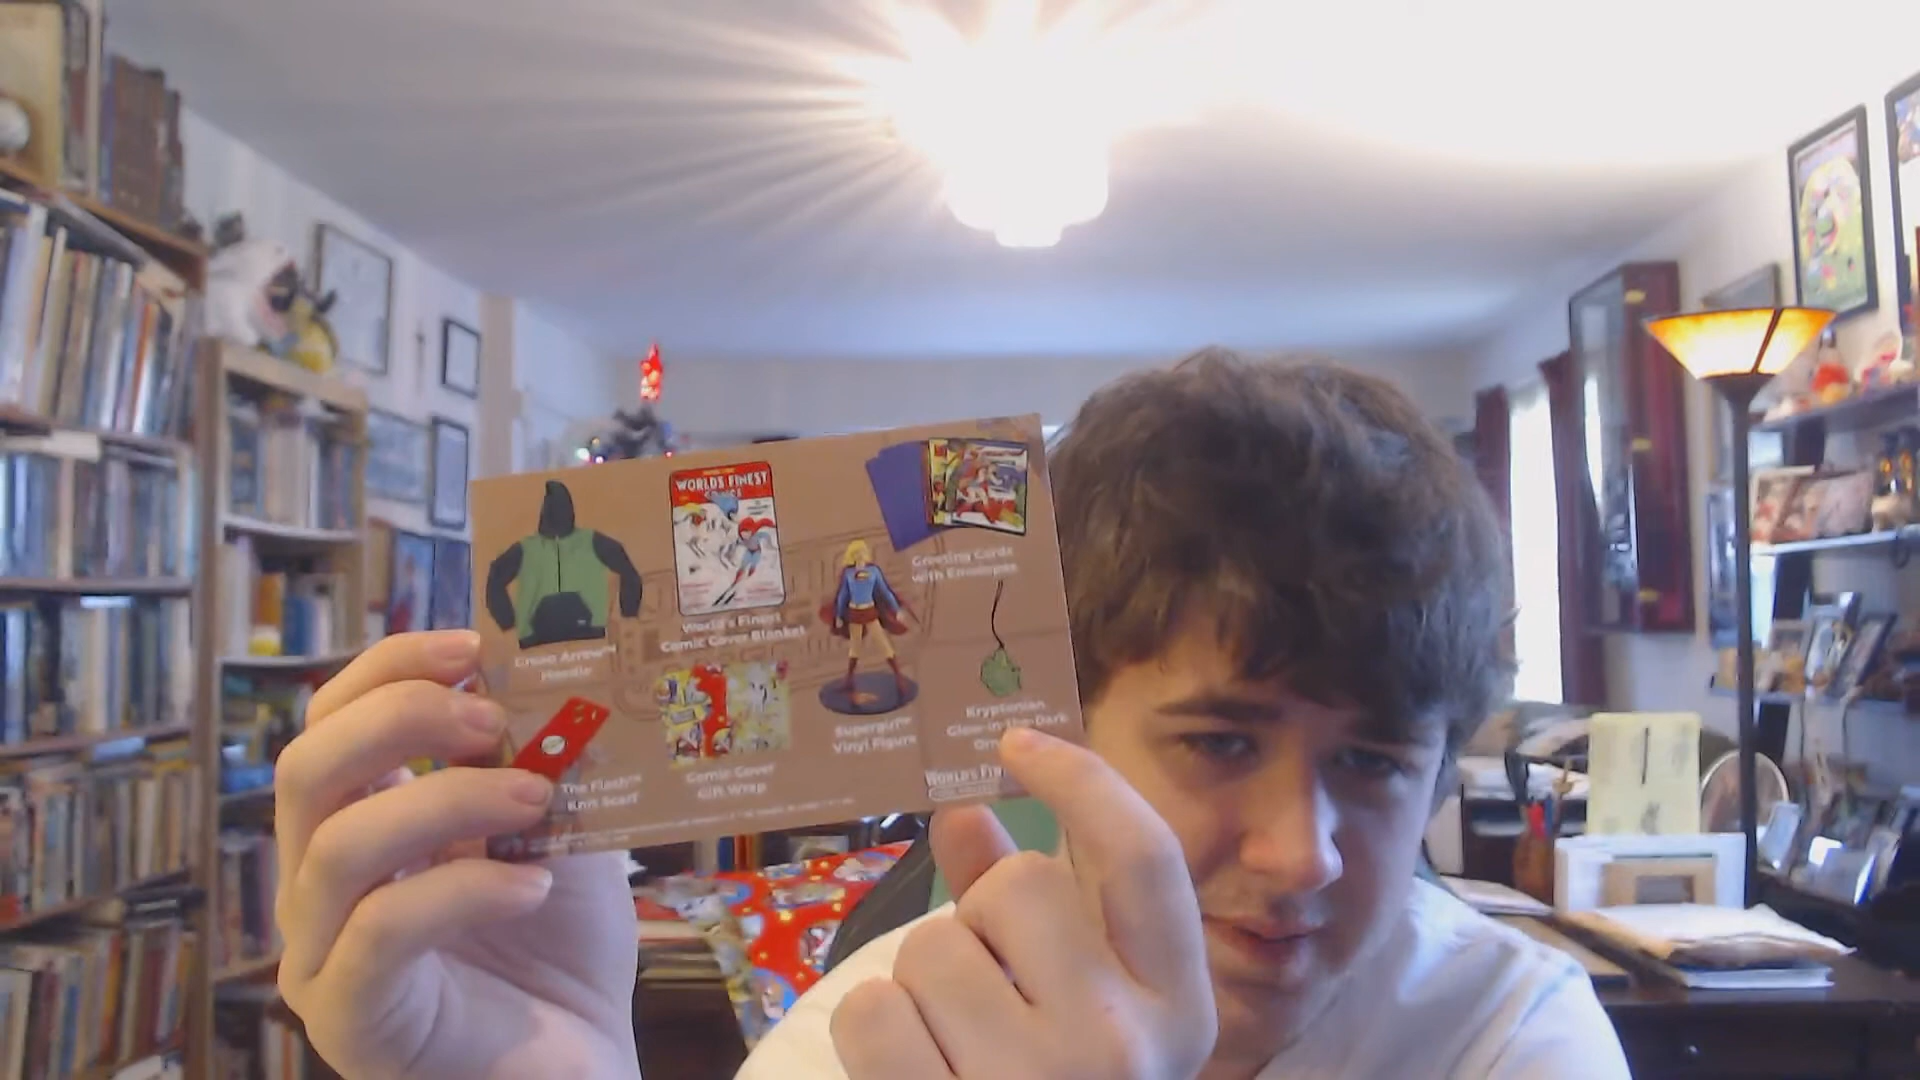 WORLDS FINEST
COMICS
Greeting Cards
with Envelopes
World's Finest
Comic Cover Blanket
Green Arrow™
Hoodie
Kryptonian
Glow-in-the-Dark
Supergirl™
Vinyl Figure
The Flash™
Knit Scarf
Comic Cover
Gift Wrap
WORLD'S